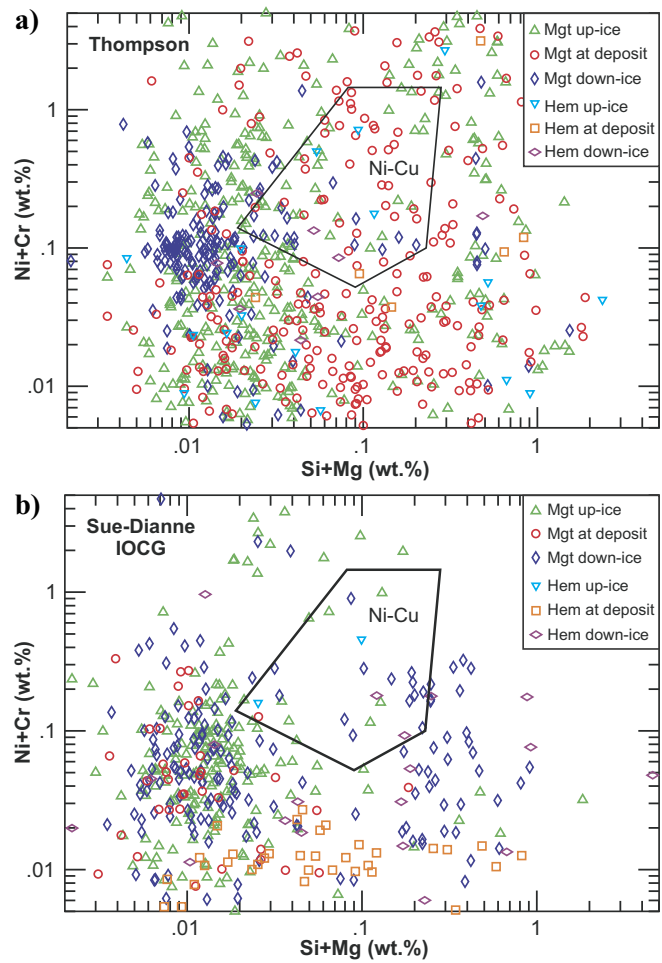 a)
Thompson
Mgt up-ice
Mgt at deposit
Mgt down-ice
Hem up-ice
Hem at deposit
Hem down-ice
Ni-Cu
Ni+Cr (wt.%)
1
0.1
.01
.01
.1
1
Si+Mg (wt.%)
b)
Sue-Dianne
IOCG
Mgt up-ice
Mgt at deposit
Mgt down-ice
Hem up-ice
Hem at deposit
Hem down-ice
Ni-Cu
Ni+Cr (wt.%)
1
0.1
.01
.01
.1
1
Si+Mg (wt.%)